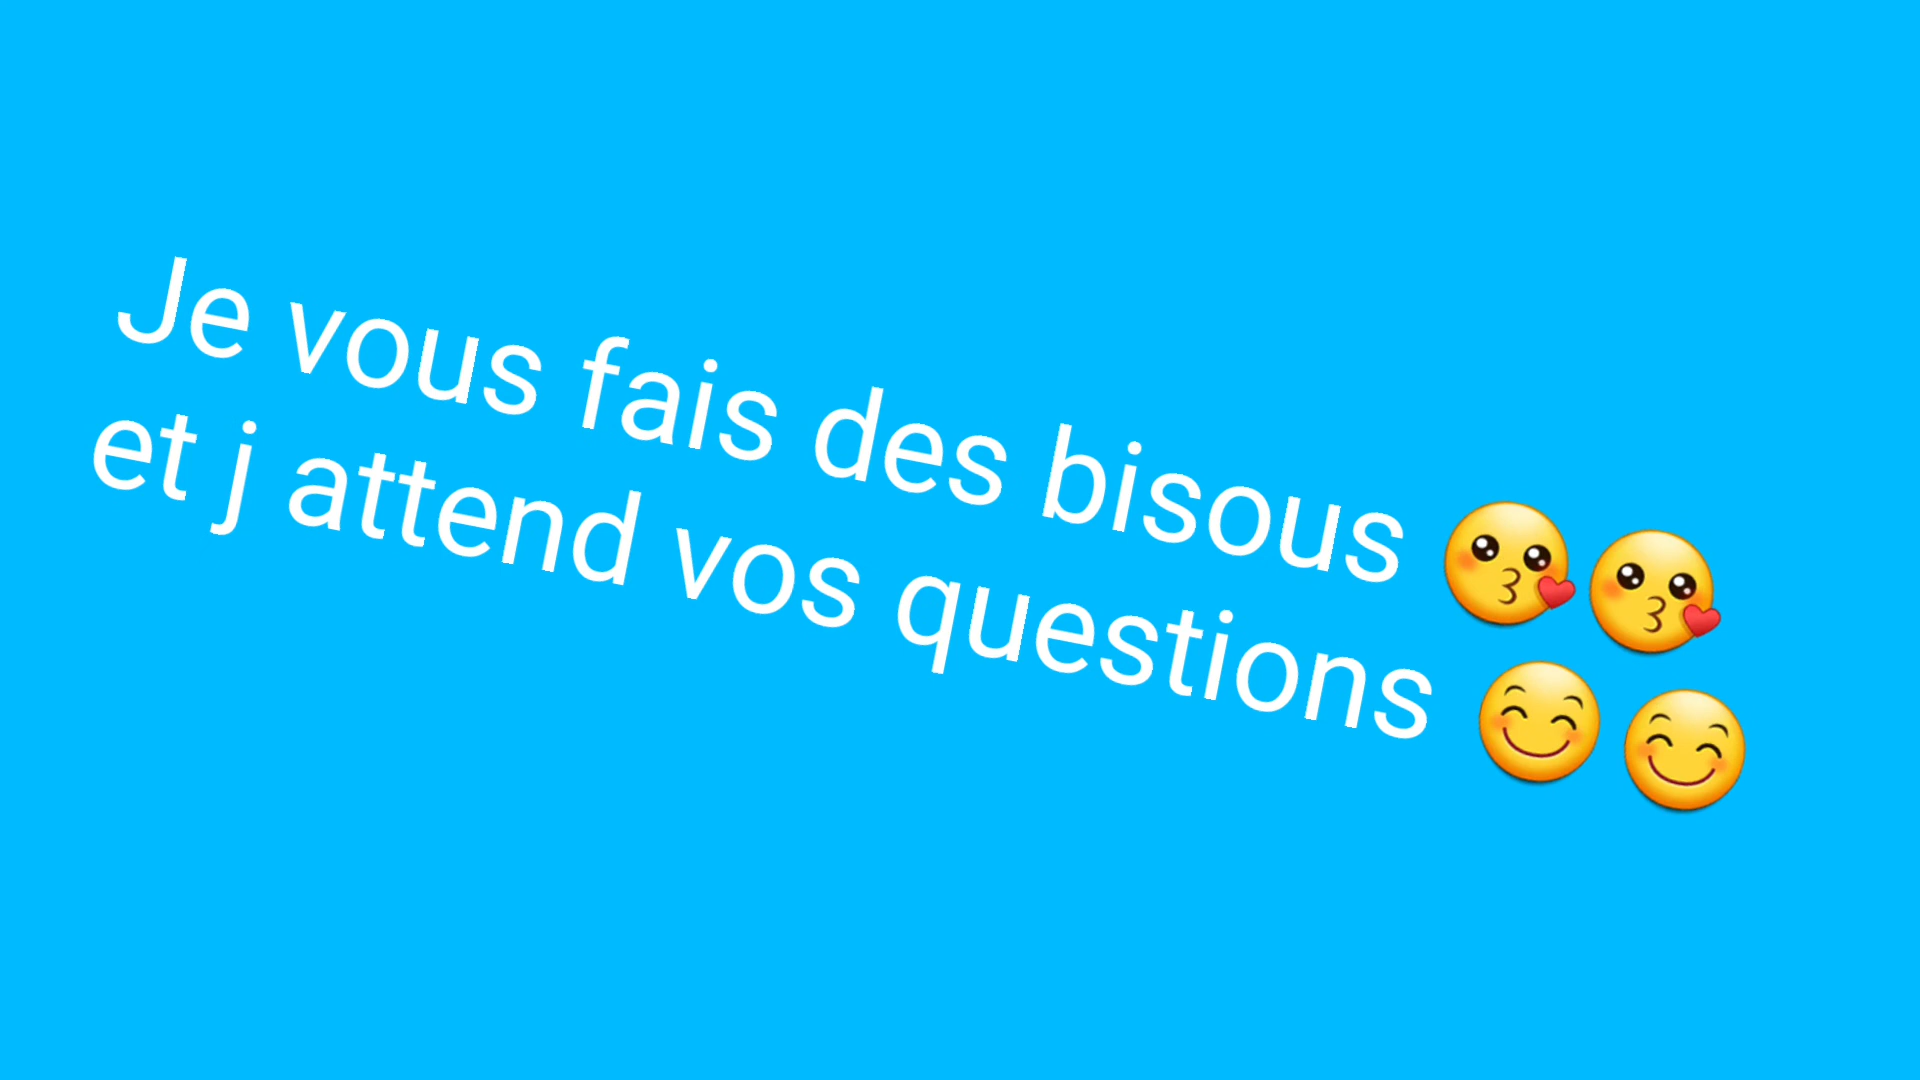 Je vous fais des bisous 😘😘
et j attend vos questions 😊😊